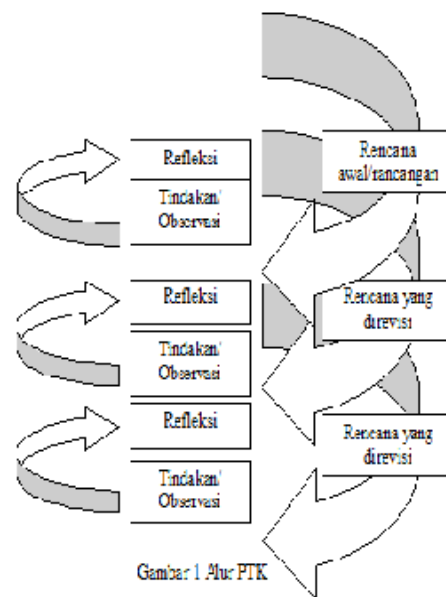 Refleksi
Tindakan/
Observasi
Rencana
awal/rancangan
Refleksi
Tindakan/
Observasi
Rencana yang
direvisi
Refleksi
Tindakan/
Observasi
Rencana yang
direvisi
Gambar 1 Alur PTK